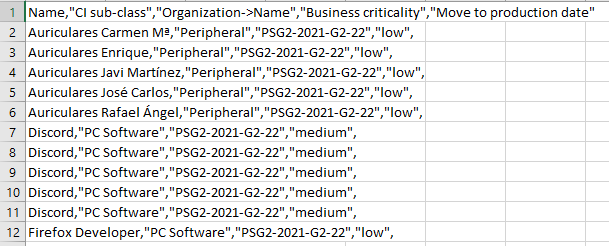 1 Name,"CI sub-class","Organization->Name","Business criticality","Move to production date"
2 Auriculares Carmen Mª,"Peripheral","PSG2-2021-G2-22","low",
3 Auriculares Enrique,"Peripheral","PSG2-2021-G2-22","low",
4 Auriculares Javi Martínez,"Peripheral","PSG2-2021-G2-22","low",
5 Auriculares José Carlos,"Peripheral","PSG2-2021-G2-22","low",
6 Auriculares Rafael Ángel,"Peripheral","PSG2-2021-G2-22","low",
7 Discord,"PC Software","PSG2-2021-G2-22","medium",
8 Discord,"PC Software","PSG2-2021-G2-22","medium",
9 Discord,"PC Software","PSG2-2021-G2-22","medium",
10 Discord,"PC Software","PSG2-2021-G2-22","medium",
11 Discord,"PC Software","PSG2-2021-G2-22","medium",
12 Firefox Developer,"PC Software","PSG2-2021-G2-22","low",